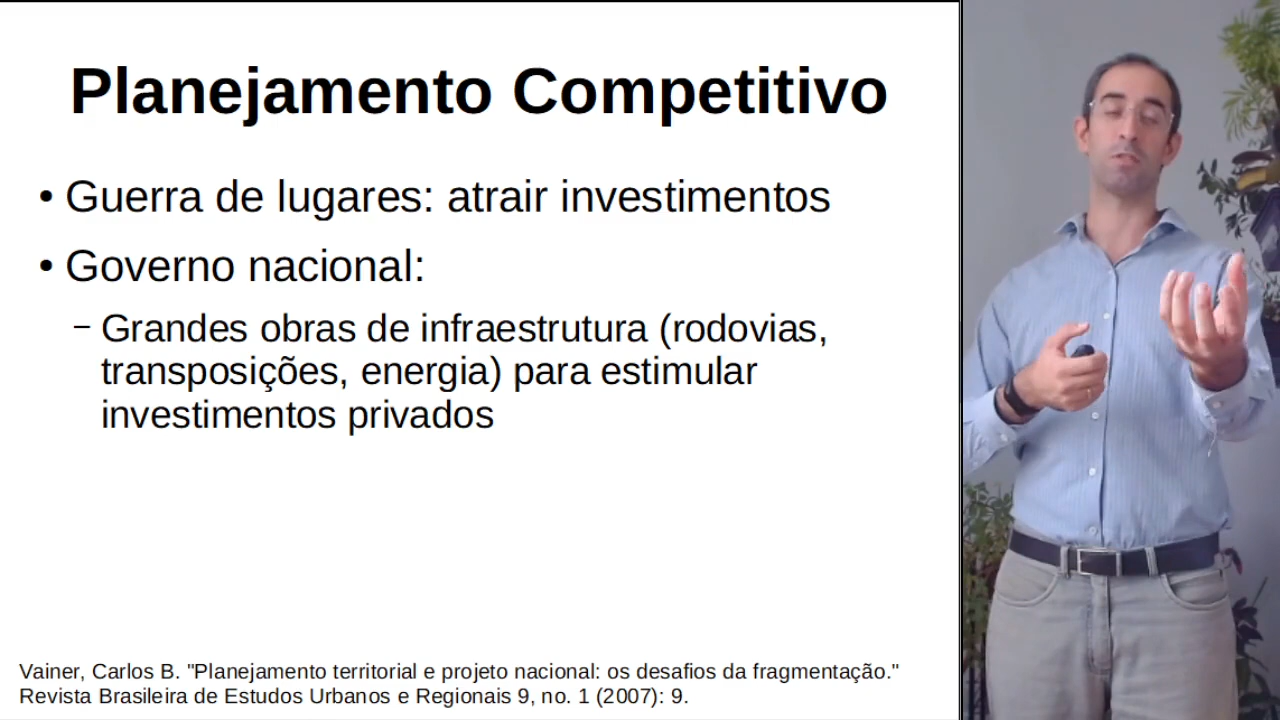 Planejamento Competitivo
• Guerra de lugares: atrair investimentos
• Governo nacional:
– Grandes obras de infraestrutura (rodovias,
transposições, energia) para estimular
investimentos privados
Vainer, Carlos B. "Planejamento territorial e projeto nacional: os desafios da fragmentação."
Revista Brasileira de Estudos Urbanos e Regionais 9, no. 1 (2007): 9.